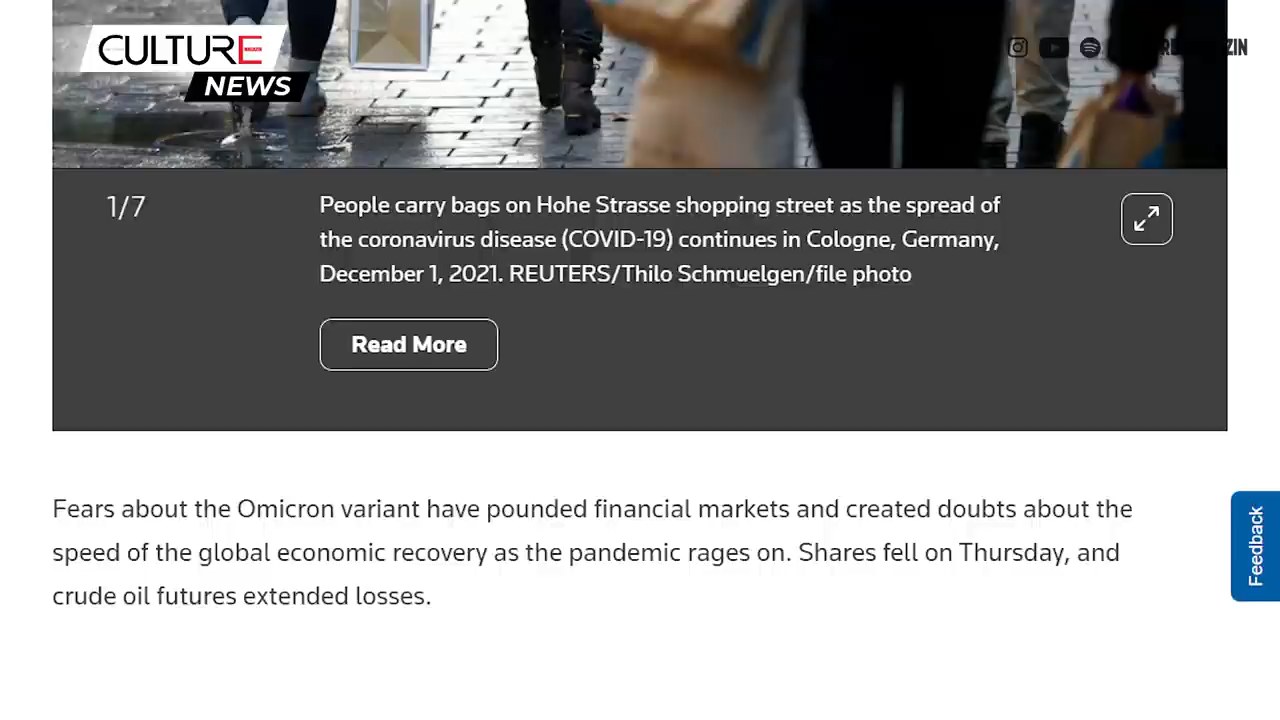 CULTURE
NEWS
ZIN
1/7
People carry bags on Hohe Strasse shopping street as the spread of
the coronavirus disease (COVID-19) continues in Cologne, Germany,
December 1, 2021. REUTERS/Thilo Schmuelgen/file photo
Read More
Fears about the Omicron variant have pounded financial markets and created doubts about the
speed of the global economic recovery as the pandemic rages on. Shares fell on Thursday, and
crude oil futures extended losses.
Feedback